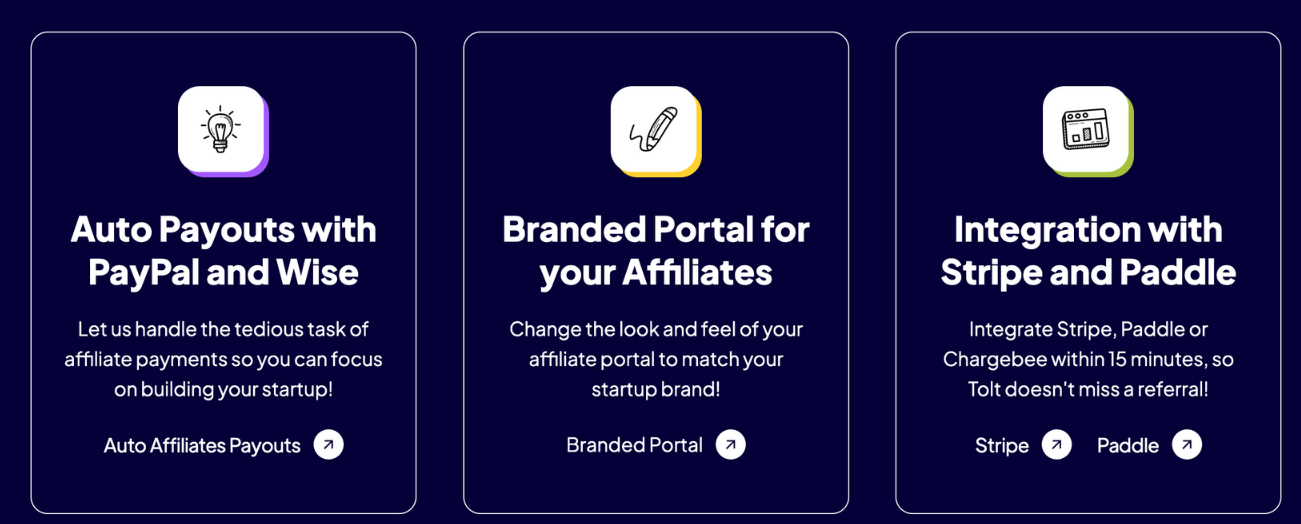 Auto Payouts with
PayPal and Wise
Let us handle the tedious task of
affiliate payments so you can focus
on building your startup!
Auto Affiliates Payouts
Branded Portal for
your Affiliates
Change the look and feel of your
affiliate portal to match your
startup brand!
Branded Portal
Integration with
Stripe and Paddle
Integrate Stripe, Paddle or
Chargebee within 15 minutes, so
Tolt doesn't miss a referral!
Stripe Paddle